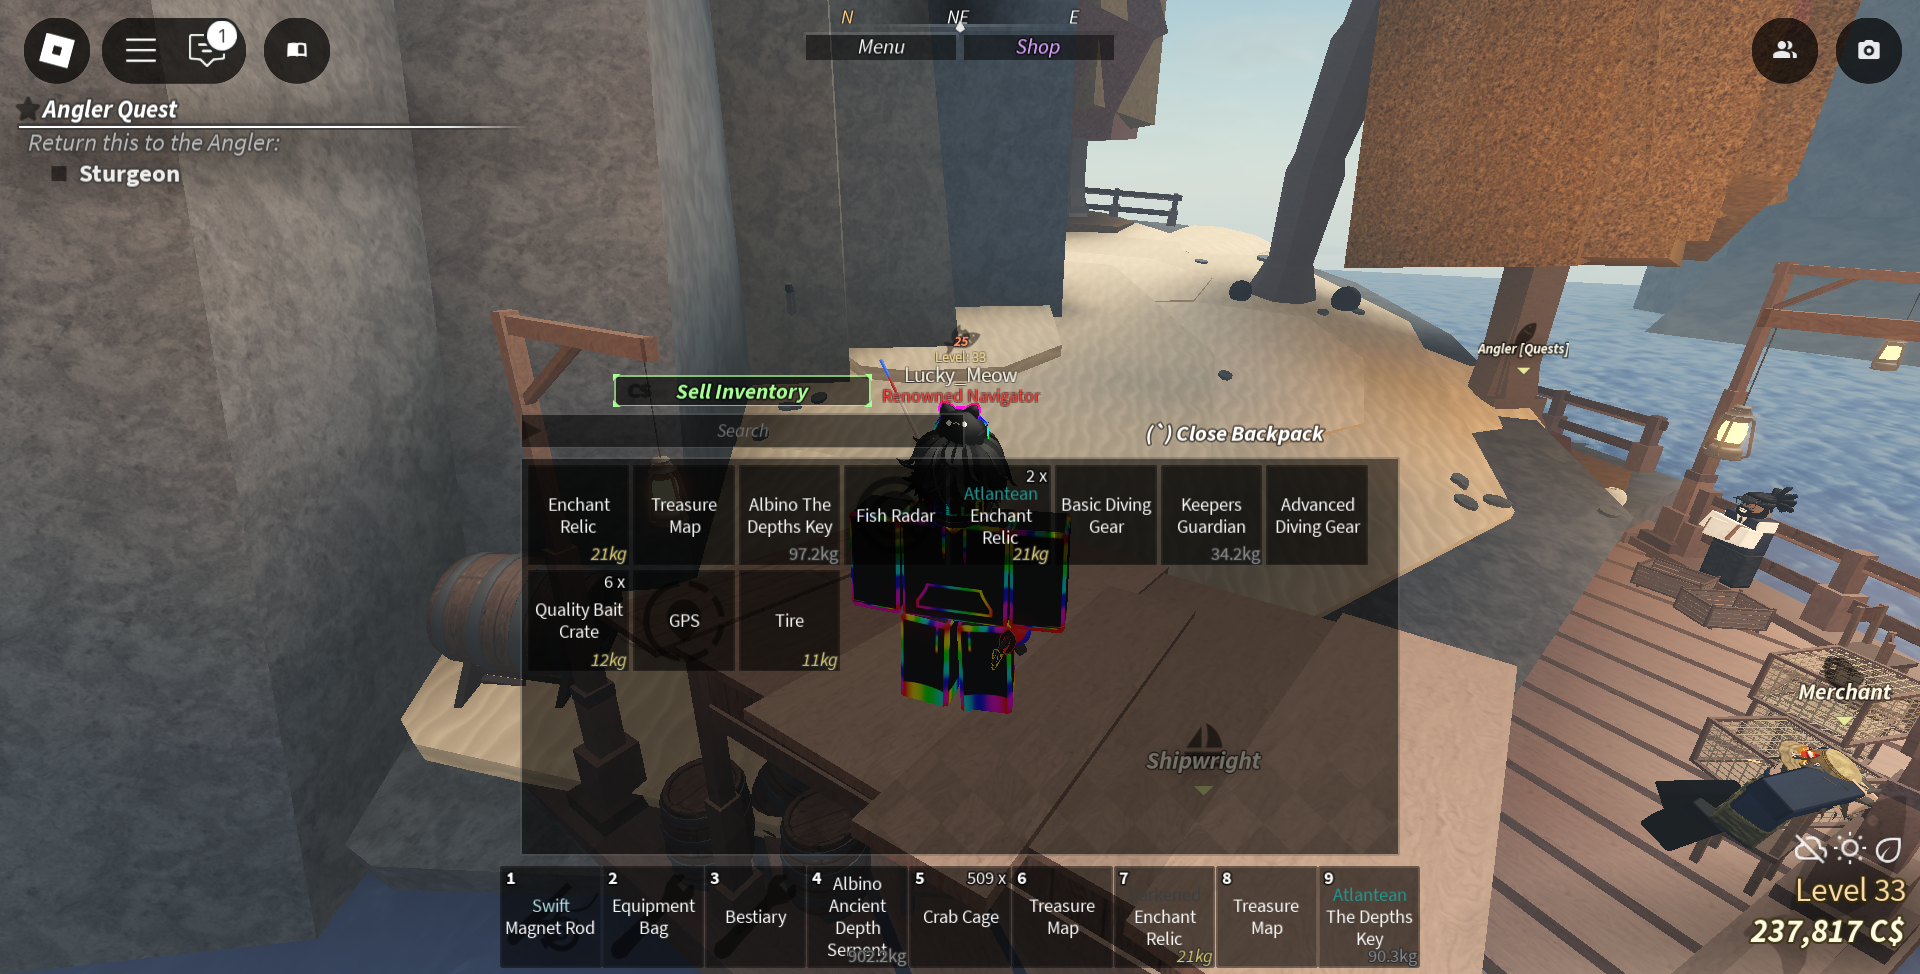 1
N NE E
Menu Shop
Angler Quest
Return this to the Angler:
Sturgeon
25
Level: 33
Lucky_Meow
Renowned Navigator
Angler [Quests]
C$
Sell Inventory
Search
(`) Close Backpack
Enchant
Relic
21kg
Treasure
Map
Albino The
Depths Key
97.2kg
Fish Radar
2 x
Atlantean
Enchant
Relic
21kg
Basic Diving
Gear
Keepers
Guardian
34.2kg
Advanced
Diving Gear
6 x
Quality Bait
Crate
12kg
GPS
Tire
11kg
Shipwright
Merchant
1
Swift
Magnet Rod
2
Equipment
Bag
3
Bestiary
4
Albino
Ancient
Depth
Serpent
902.2kg
5
509 x
Crab Cage
6
Treasure
Map
7
Enchant
Relic
21kg
8
Treasure
Map
9
Atlantean
The Depths
Key
90.3kg
Level 33
237,817 C$